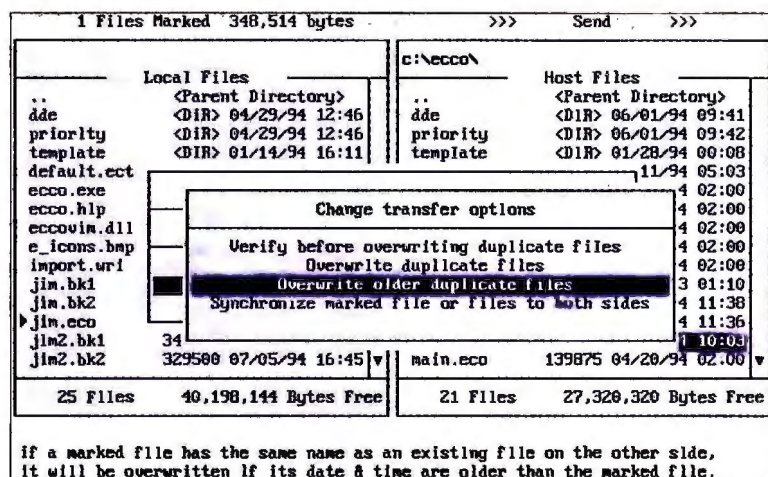 1 Files Marked 348,514 bytes >>> Send >>>
c:\ecco\
Local Files Host Files
.. <Parent Directory> .. <Parent Directory>
dde <DIR> 04/29/94 12:46 dde <DIR> 06/01/94 09:41
priority <DIR> 04/29/94 12:46 priority <DIR> 06/01/94 09:42
template <DIR> 01/14/94 16:11 template <DIR> 01/28/94 00:08
default.ect 11/94 05:03
ecco.exe 4 02:00
ecco.hlp Change transfer options 4 02:00
eccovim.dll 4 02:00
e_icons.bmp Verify before overwriting duplicate files 4 02:00
import.wri Overwrite duplicate files 4 02:00
jim.bk1 Overwrite older duplicate files 3 01:10
jim.bk2 Synchronize marked file or files to both sides 4 11:38
jim.eco 4 11:36
jim2.bk1 34 10:03
jim2.bk2 329500 07/05/94 16:45 main.eco 139875 04/20/94 02:00
25 Files 40,198,144 Bytes Free 21 Files 27,320,320 Bytes Free
if a marked file has the same name as an existing file on the other side,
it will be overwritten if its date & time are older than the marked file.